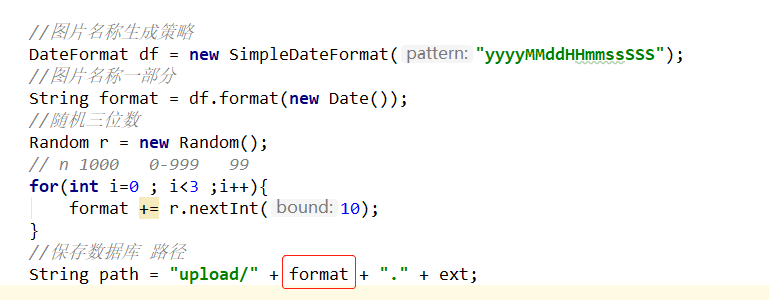 //图片名称生成策略
DateFormat df = new SimpleDateFormat( pattern: "yyyyMMddHHmmssSSS");
//图片名称一部分
String format = df.format(new Date());
//随机三位数
Random r = new Random();
// n 1000   0-999   99
for(int i=0 ; i<3 ;i++){
    format += r.nextInt( bound: 10);
}
//保存数据库 路径
String path = "upload/" + format + "." + ext;